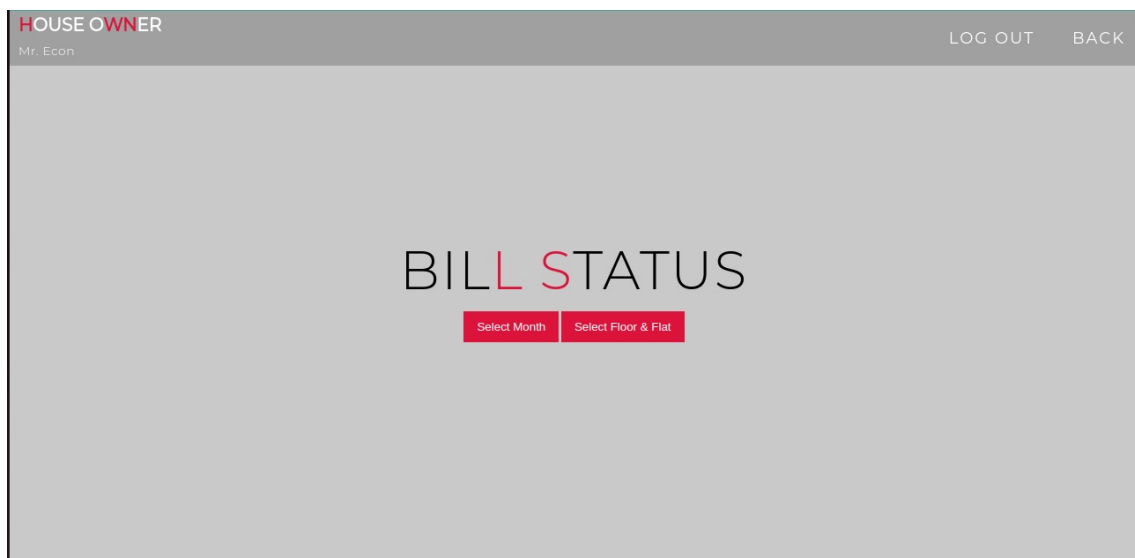 HOUSE OWNER
Mr. Econ
LOG OUT BACK
BILL STATUS
Select Month Select Floor & Flat